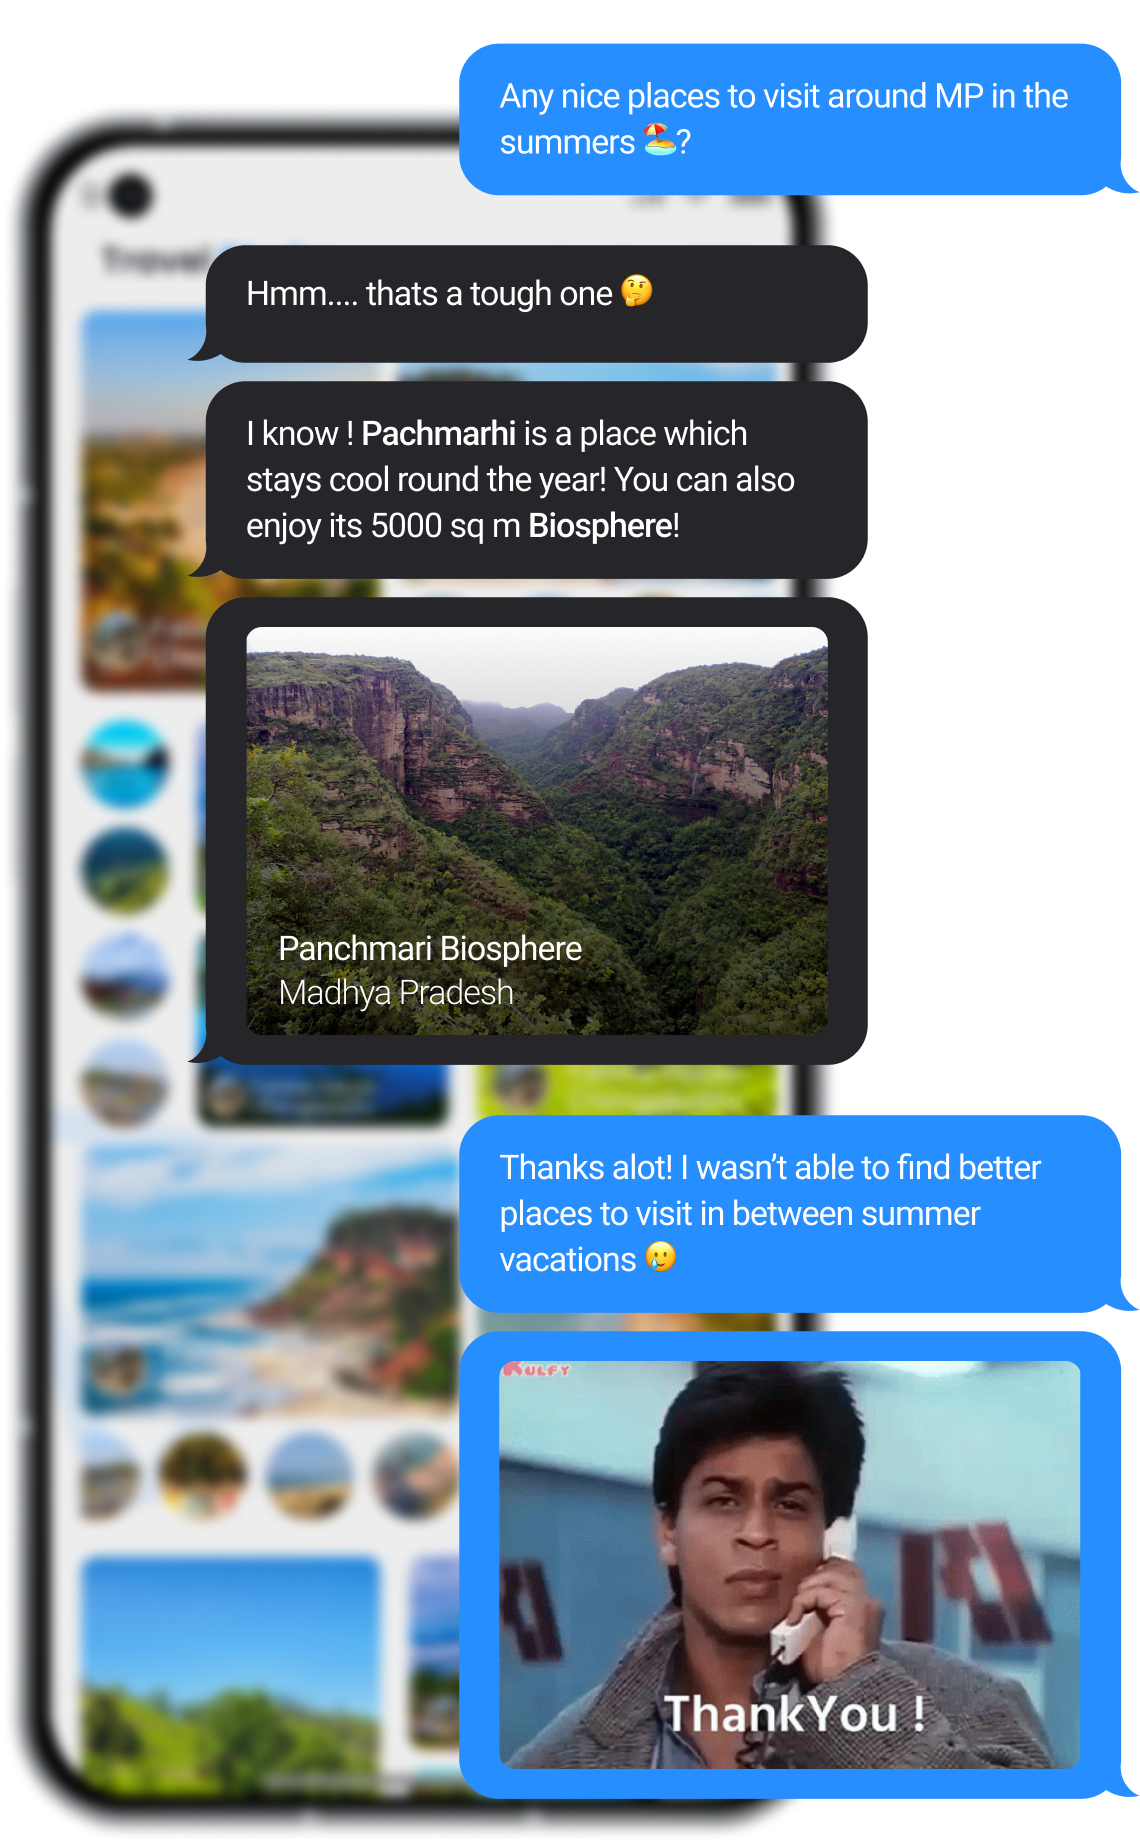 Any nice places to visit around MP in the
summers 🏖️?
Travel
Hmm.... thats a tough one 🤔
I know ! Pachmarhi is a place which
stays cool round the year! You can also
enjoy its 5000 sq m Biosphere!
Panchmari Biosphere
Madhya Pradesh
Thanks alot! I wasn't able to find better
places to visit in between summer
vacations 🥲
KULFY
ThankYou !